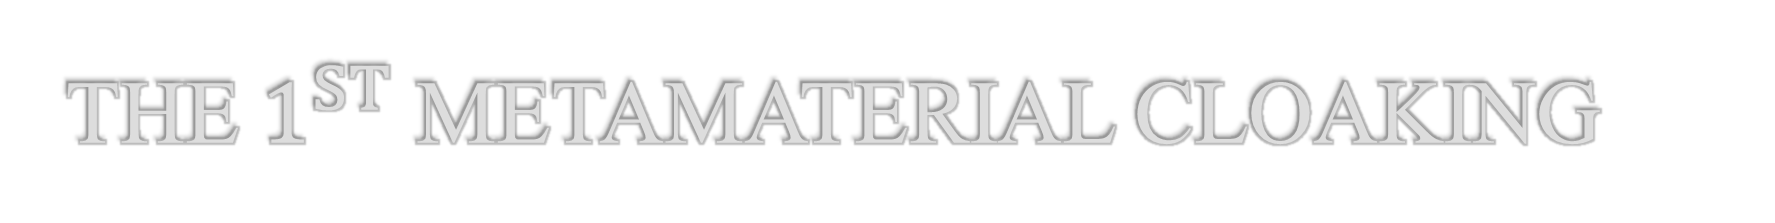 THE 1ST METAMATERIAL CLOAKING